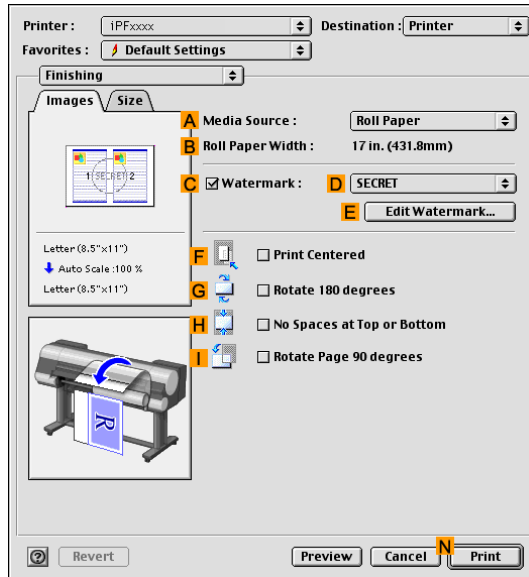 Printer : iPFxxxx Destination : Printer
Favorites : Default Settings
Finishing
Images Size
A Media Source : Roll Paper
B Roll Paper Width : 17 in. (431.8mm)
1 SECRET 2
C Watermark : D SECRET
E Edit Watermark...
Letter (8.5"x11")
Auto Scale :100 %
Letter (8.5"x11")
F Print Centered
G Rotate 180 degrees
H No Spaces at Top or Bottom
I Rotate Page 90 degrees
R
N
? Revert Preview Cancel Print